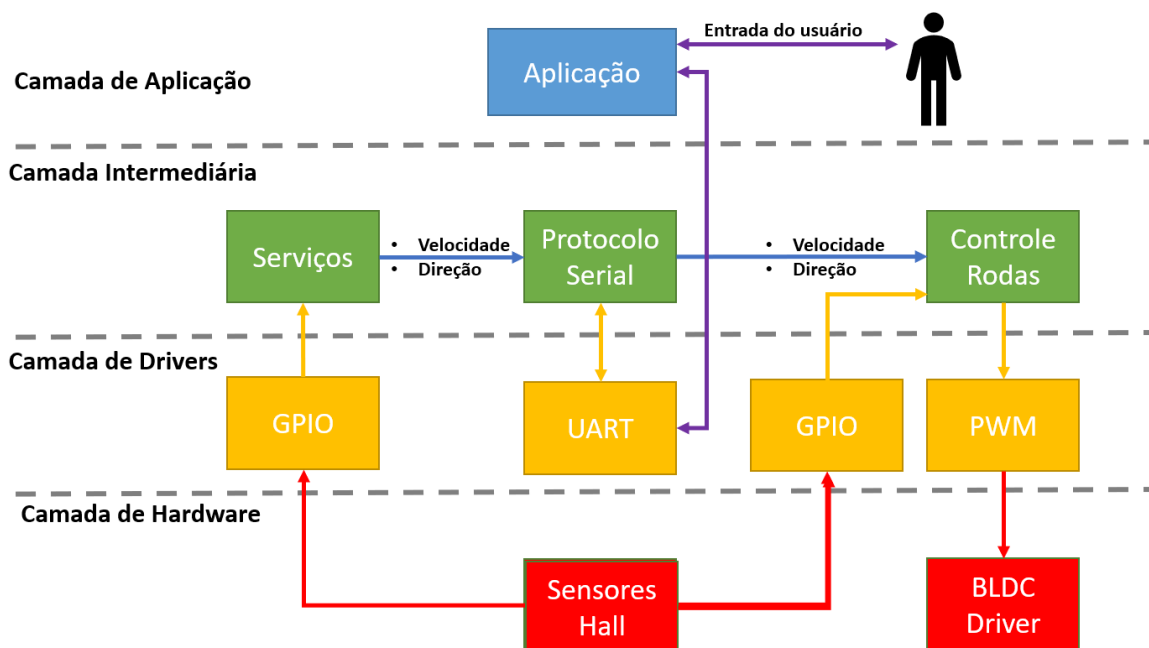 Entrada do usuário
Aplicação
Camada de Aplicação
Camada Intermediária
Serviços
• Velocidade
• Direção
Protocolo
Serial
• Velocidade
• Direção
Controle
Rodas
Camada de Drivers
GPIO
UART
GPIO
PWM
Camada de Hardware
Sensores
Hall
BLDC
Driver